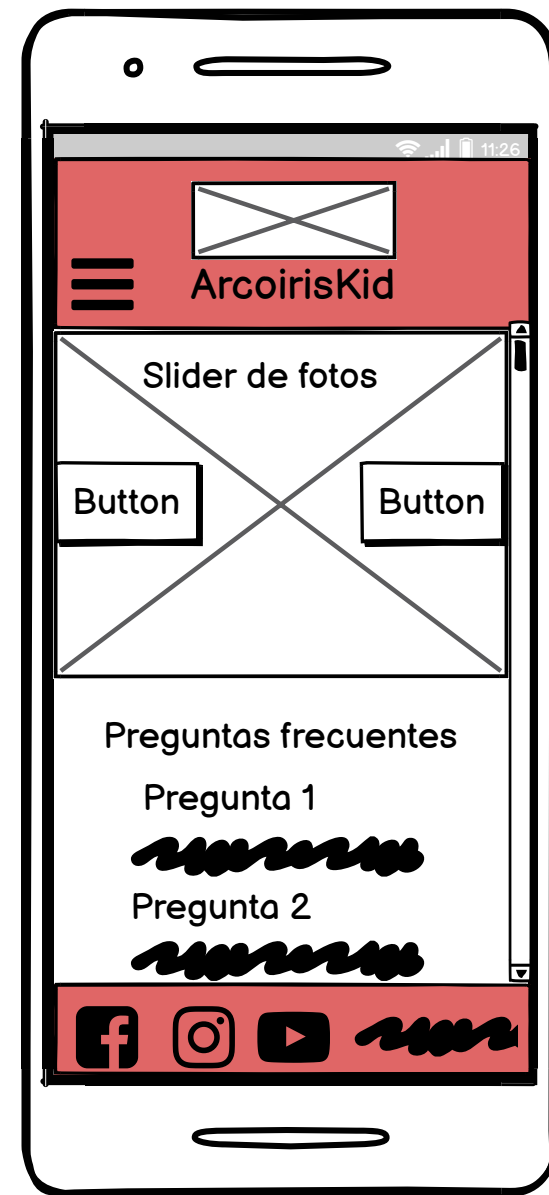 11:26
ArcoirisKid
Slider de fotos
Button
Button
Preguntas frecuentes
Pregunta 1
Pregunta 2